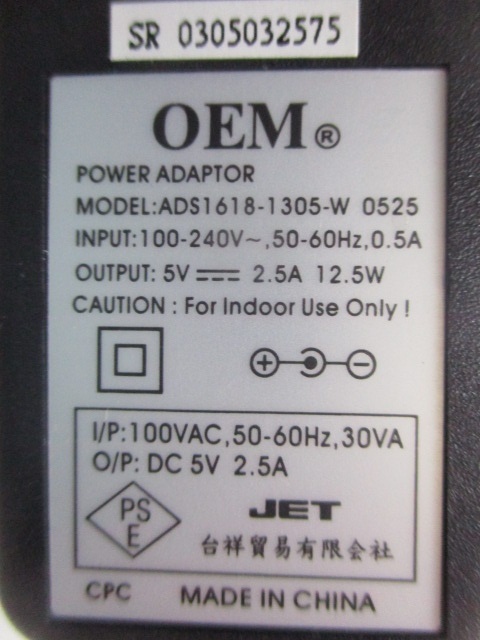 SR 0305032575
OEM®
POWER ADAPTOR
MODEL:ADS1618-1305-W 0525
INPUT:100-240V~,50-60Hz,0.5A
OUTPUT: 5V⎓ 2.5A 12.5W
CAUTION : For Indoor Use Only !
I/P:100VAC,50-60Hz,30VA
O/P: DC 5V 2.5A
PS
E
JET
台祥貿易有限会社
CPC MADE IN CHINA